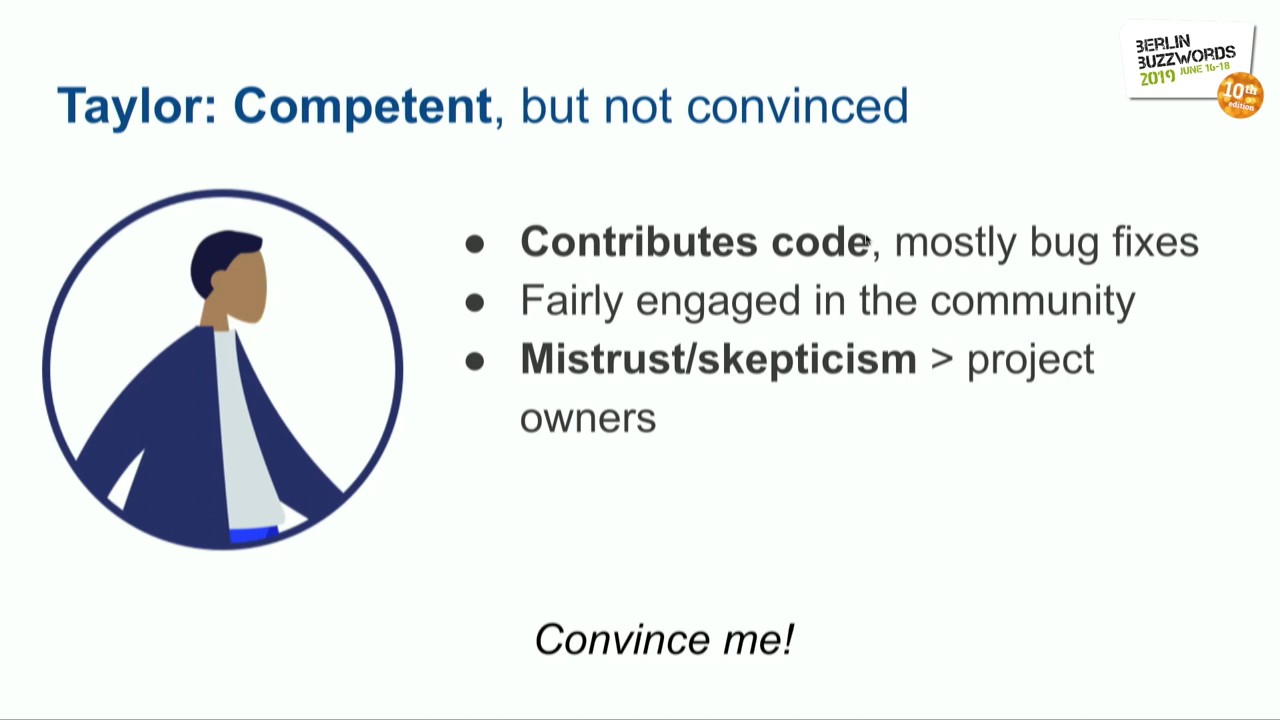 BERLIN
BUZZWORDS
2019 JUNE 16-18
10th
edition
Taylor: Competent, but not convinced
● Contributes code, mostly bug fixes
● Fairly engaged in the community
● Mistrust/skepticism > project
owners
Convince me!